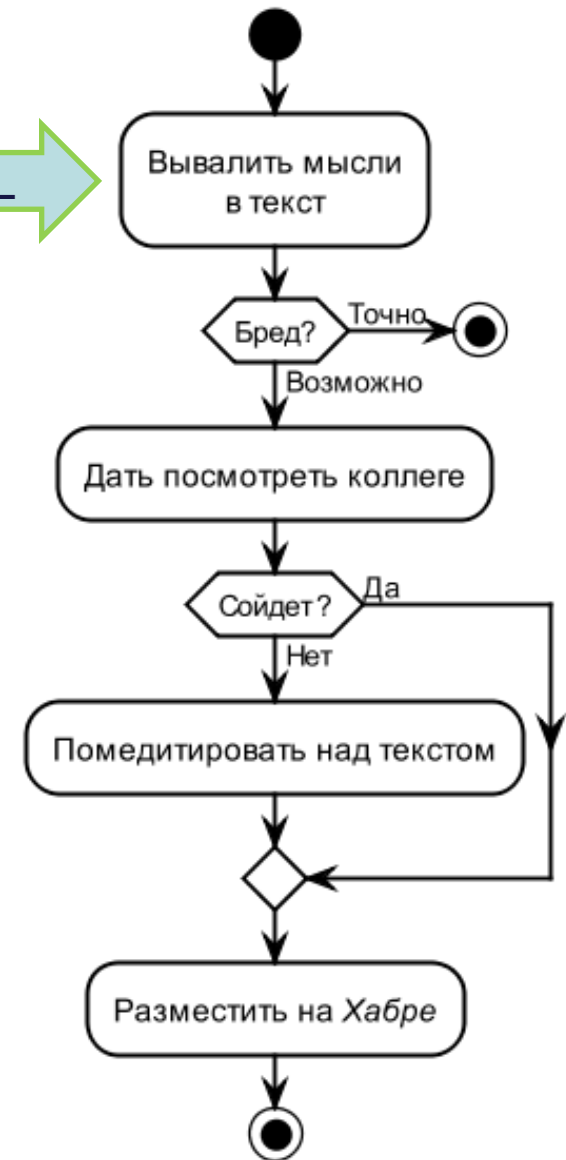 Вывалить мысли
в текст
Бред?
Точно
Возможно
Дать посмотреть коллеге
Сойдет?
Да
Нет
Помедитировать над текстом
Разместить на Хабре